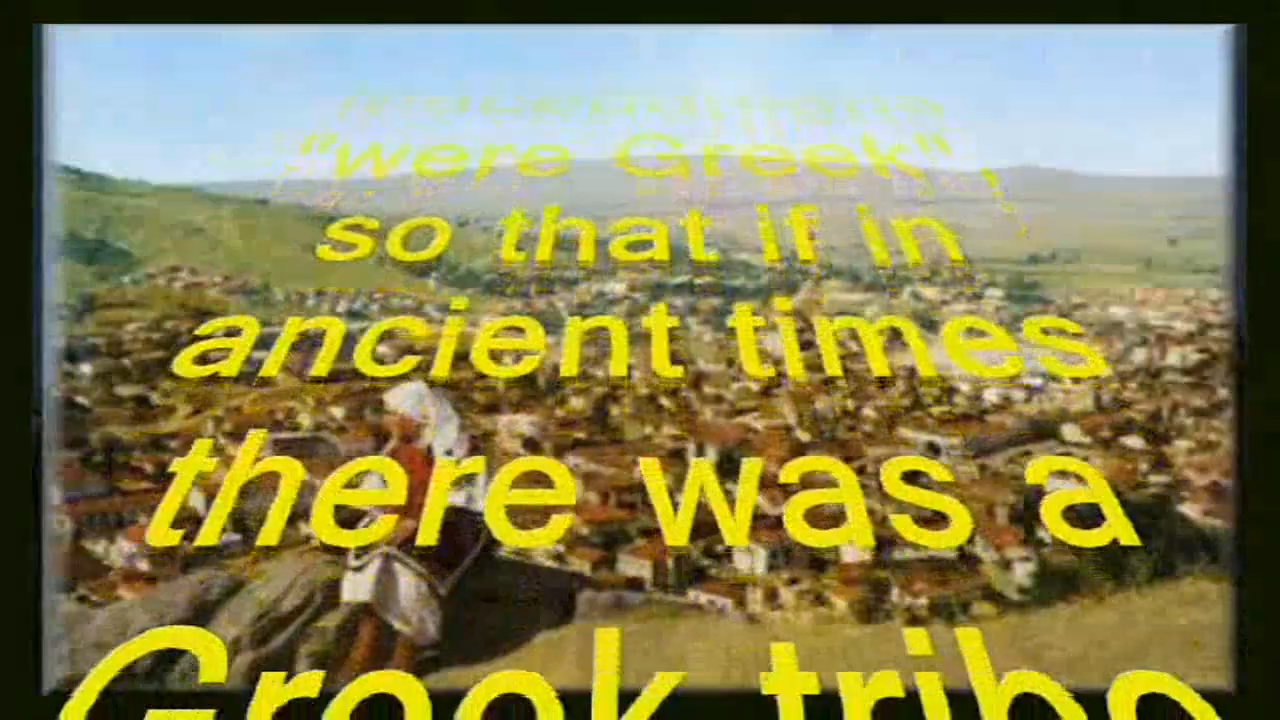 "were Greek"
so that if in
ancient times
there was a
Greek tribe